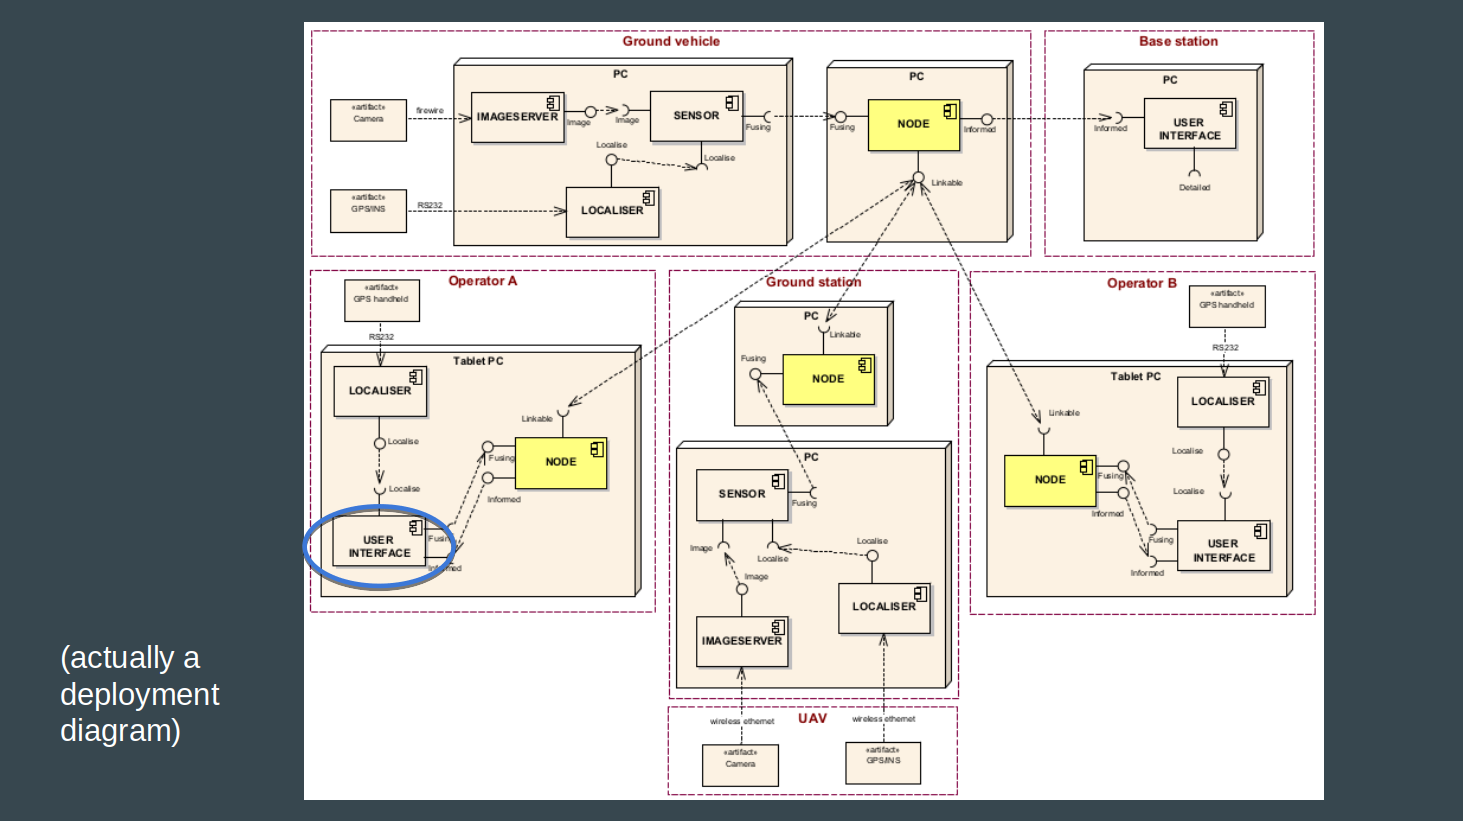 Ground vehicle
PC
«artifact»
Camera
firewire
IMAGESERVER
Image
Image
SENSOR
Fusing
Localise
Localise
«artifact»
GPS/INS
RS232
LOCALISER
PC
Fusing
NODE
Informed
Linkable
Base station
PC
Informed
USER
INTERFACE
Detailed
Operator A
«artifact»
GPS handheld
RS232
Tablet PC
LOCALISER
Localise
Localise
Linkable
NODE
Fusing
Informed
USER
INTERFACE
Fusing
Informed
Ground station
PC
Linkable
Fusing
NODE
PC
SENSOR
Fusing
Image
Localise
Localise
Image
LOCALISER
IMAGESERVER
Operator B
«artifact»
GPS handheld
RS232
Tablet PC
LOCALISER
Linkable
Localise
Localise
NODE
Fusing
Informed
USER
INTERFACE
Fusing
Informed
UAV
wireless ethernet
wireless ethernet
«artifact»
Camera
«artifact»
GPS/INS
(actually a
deployment
diagram)